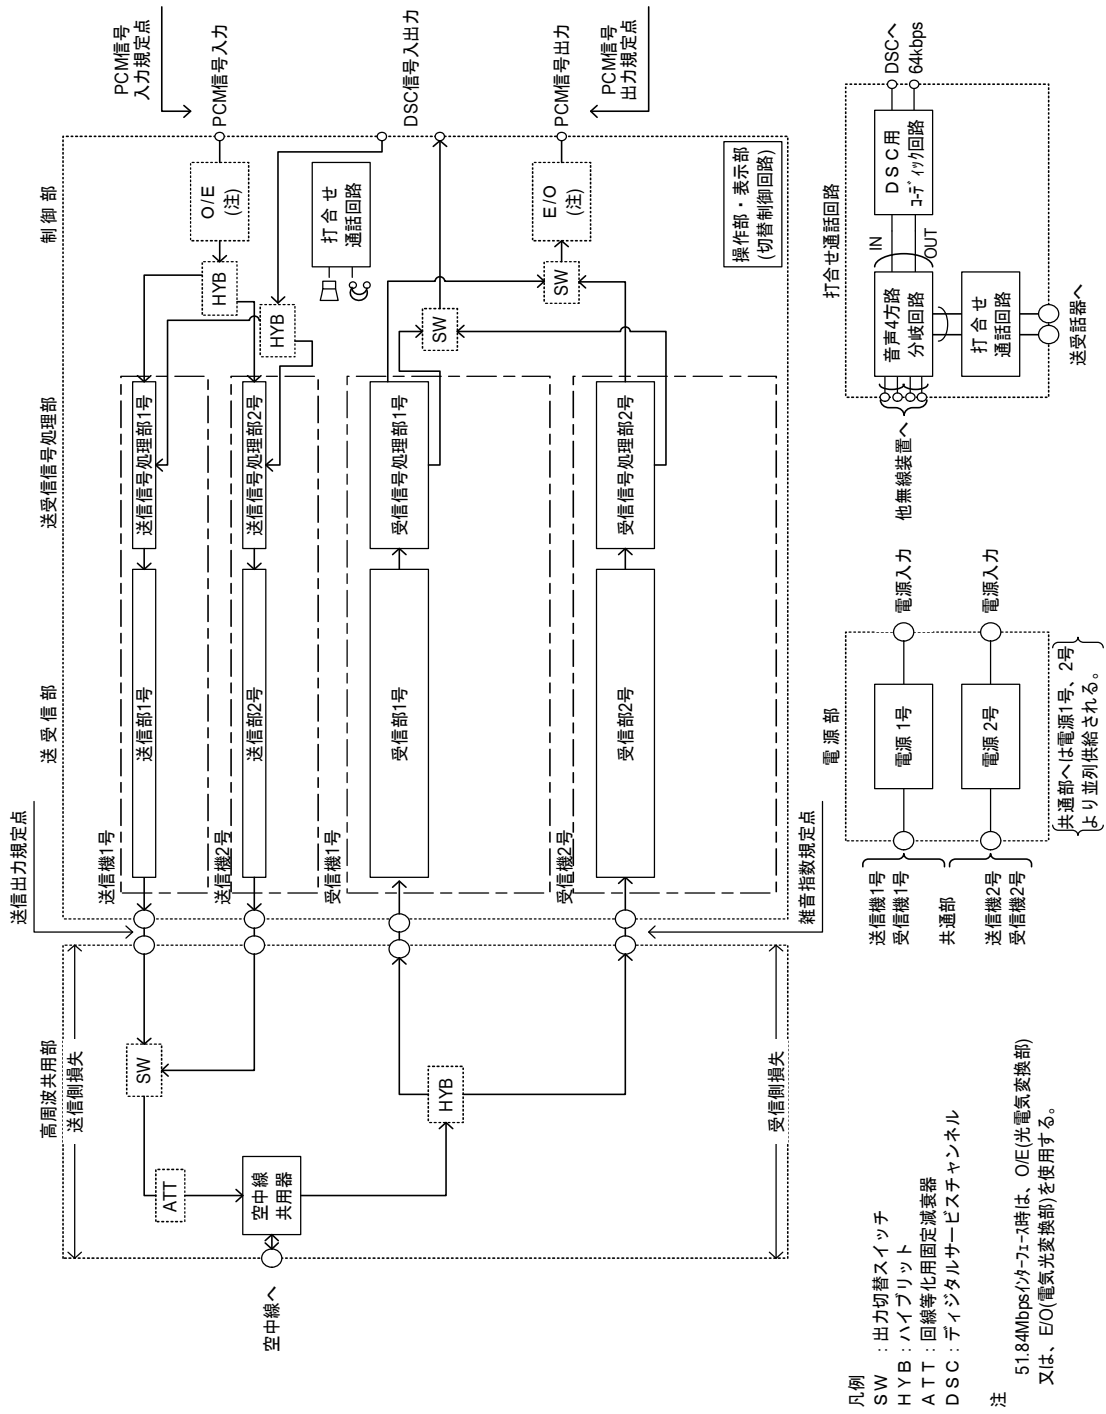 高周波共用部
送信側損失
空中線へ
空中線
共用器
ATT
SW
HYB
受信側損失
送信出力規定点
雑音指数規定点
送受信部
送受信信号処理部
制御部
送信機1号
送信部1号
送信信号処理部1号
送信機2号
送信部2号
送信信号処理部2号
受信機1号
受信部1号
受信信号処理部1号
受信機2号
受信部2号
受信信号処理部2号
HYB
HYB
O/E
(注)
打合せ
通話回路
SW
SW
E/O
(注)
操作部・表示部
(切替制御回路)
PCM信号
入力規定点
PCM信号入力
DSC信号入出力
PCM信号出力
PCM信号
出力規定点
凡例
SW :出力切替スイッチ
HYB:ハイブリット
ATT:回線等化用固定減衰器
DSC:ディジタルサービスチャンネル
注
51.84Mbpsインターフェース時は、O/E(光電気変換部)
又は、E/O(電気光変換部)を使用する。
電源部
送信機1号
受信機1号
共通部
送信機2号
受信機2号
電源 1号
電源 2号
電源入力
電源入力
共通部へは電源1号、2号
より並列供給される。
打合せ通話回路
他無線装置へ
音声4方路
分岐回路
IN
OUT
DSC用
コーディック回路
DSCへ
64kbps
打合せ
通話回路
送受話器へ